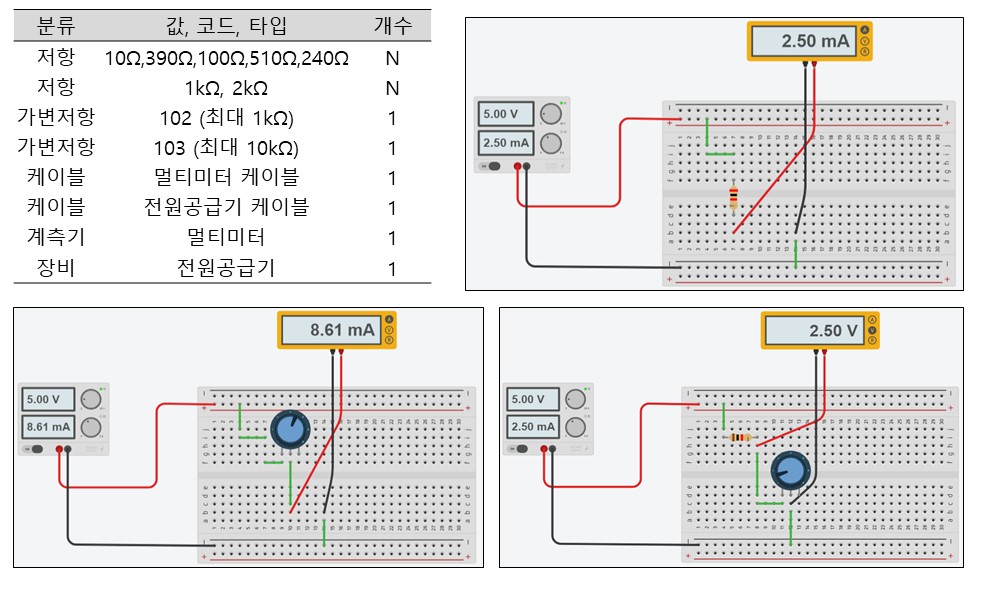 분류 값, 코드, 타입 개수
저항 10Ω,390Ω,100Ω,510Ω,240Ω N
저항 1kΩ, 2kΩ N
가변저항 102 (최대 1kΩ) 1
가변저항 103 (최대 10kΩ) 1
케이블 멀티미터 케이블 1
케이블 전원공급기 케이블 1
계측기 멀티미터 1
장비 전원공급기 1
2.50 mA
5.00 V
2.50 mA
8.61 mA
5.00 V
8.61 mA
2.50 V
5.00 V
2.50 mA